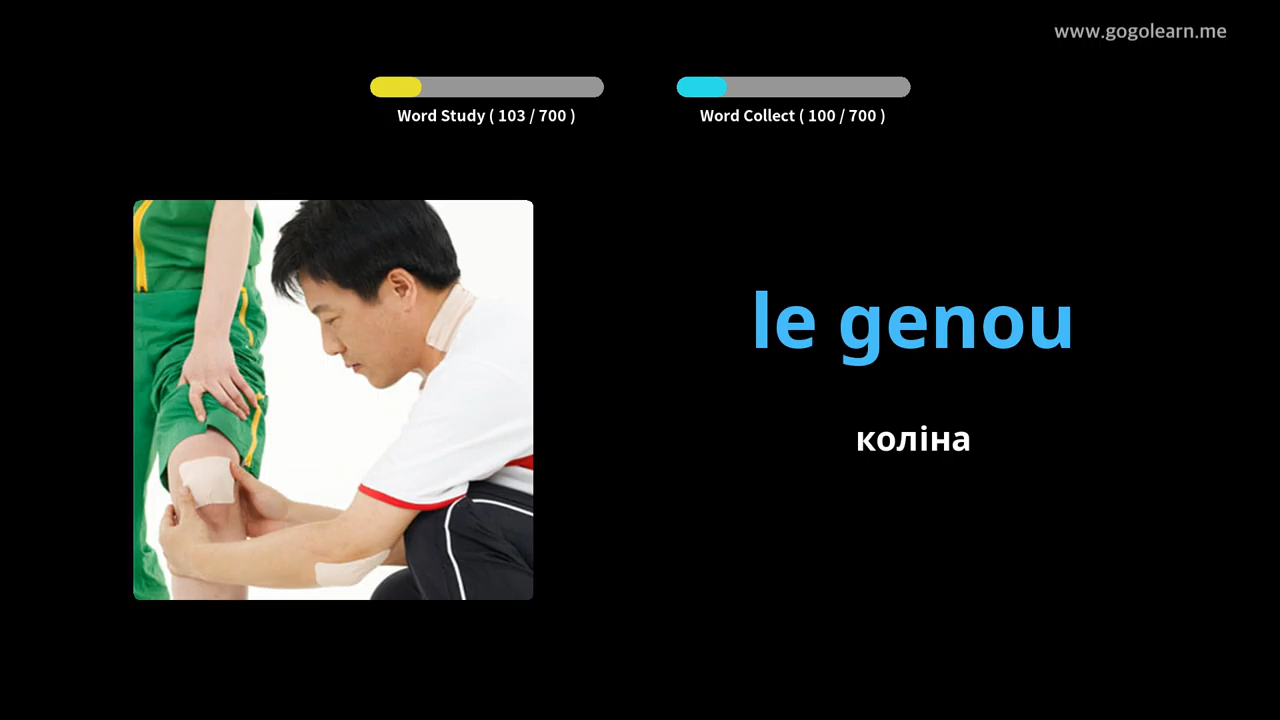 www.gogolearn.me
Word Study ( 103 / 700 )
Word Collect ( 100 / 700 )
le genou
коліна